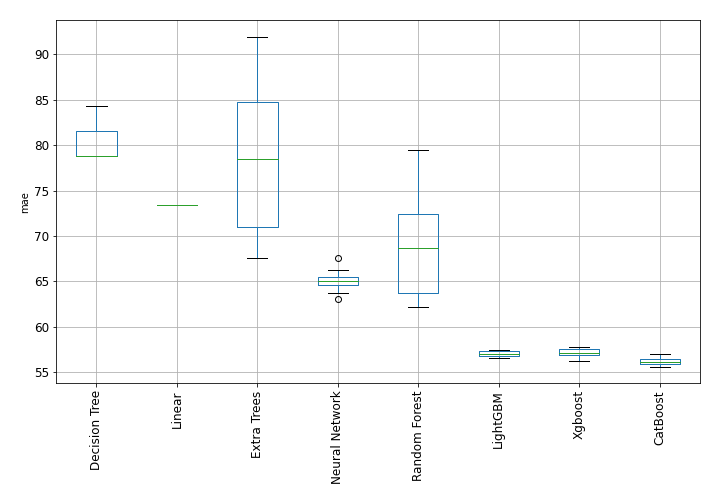 90
85
80
75
70
65
60
55
mae
Decision Tree
Linear
Extra Trees
Neural Network
Random Forest
LightGBM
Xgboost
CatBoost